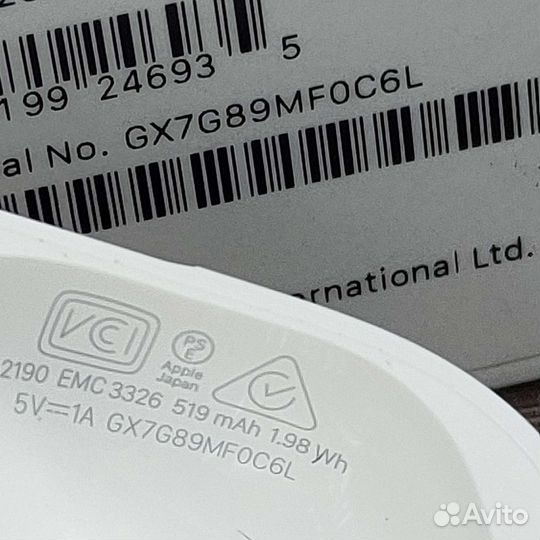 199 24693 5
al No. GX7G89MF0C6L
rnational Ltd.
VCCI
PS
E
Apple
Japan
2190 EMC 3326 519 mAh 1.98 Wh
5V⎓1A GX7G89MF0C6L
Avito